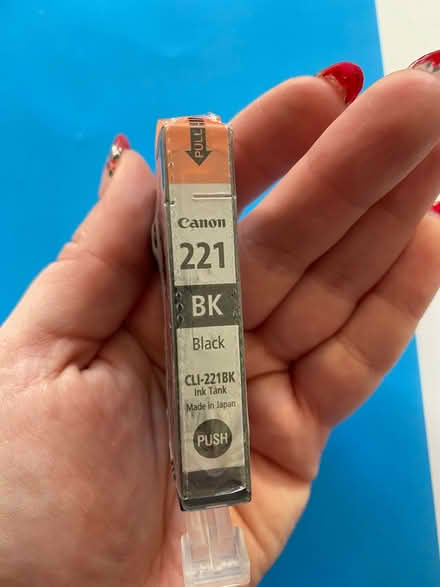 PULL
Canon
221
BK
Black
CLI-221BK
Ink Tank
Made in Japan
PUSH